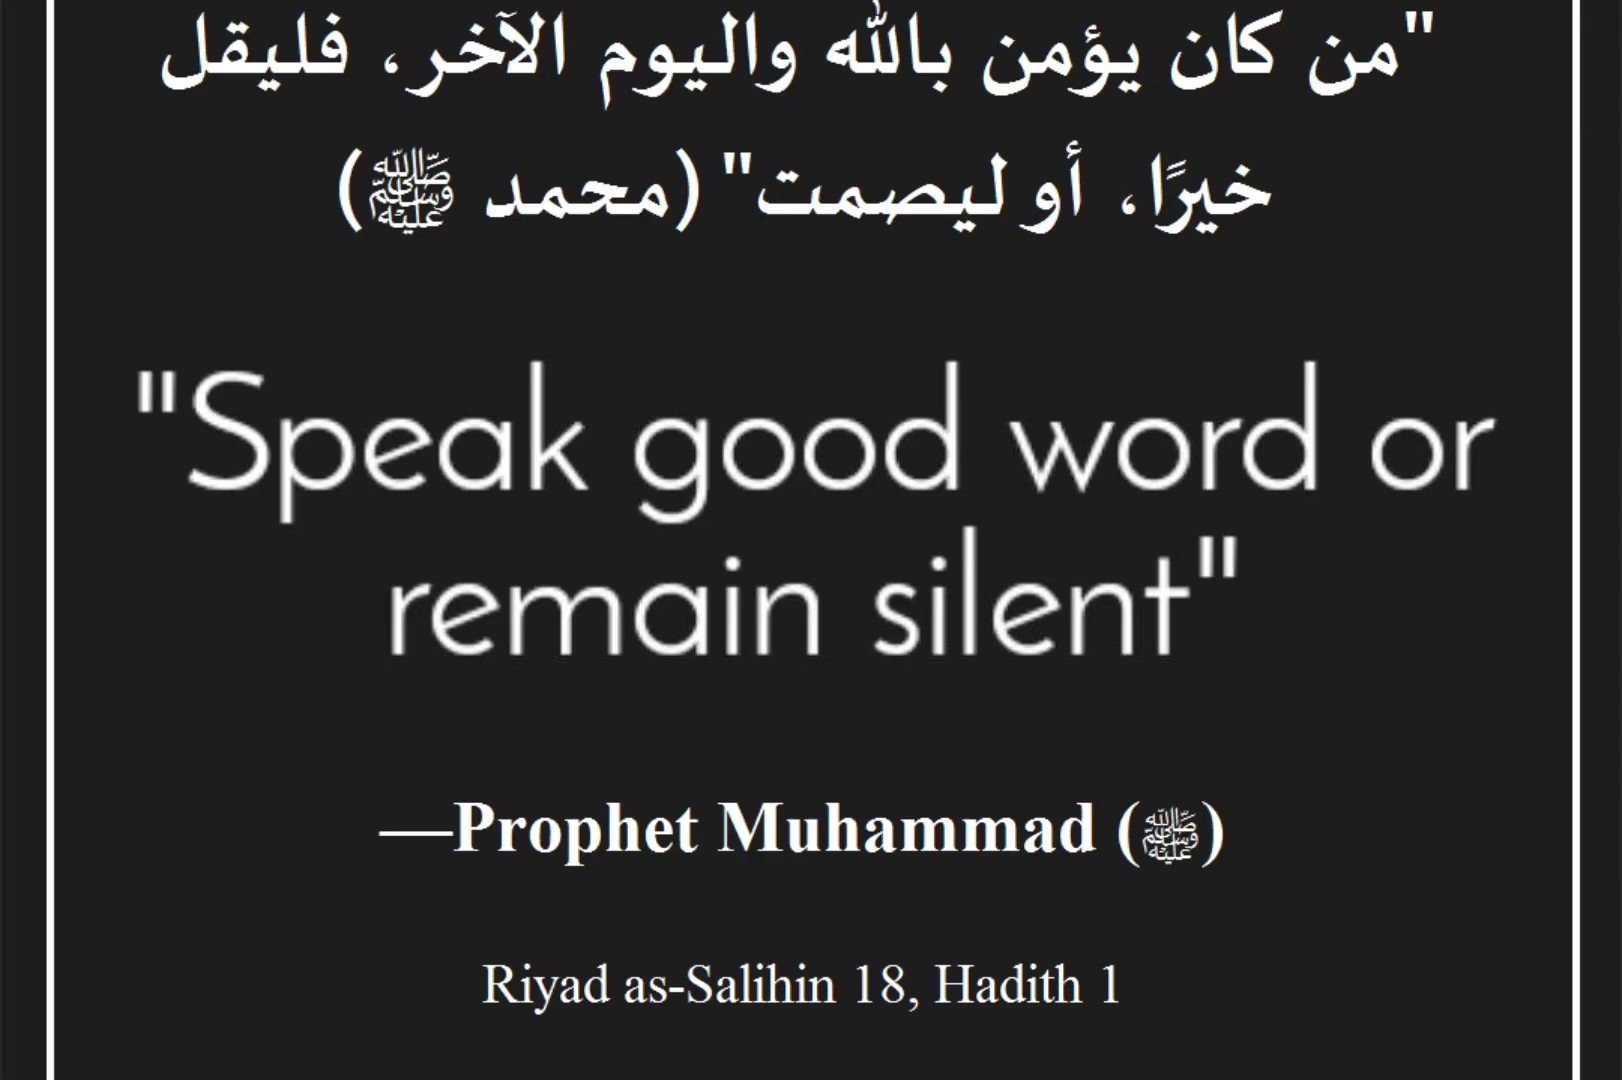 "من كان يؤمن بالله واليوم الآخر، فليقل
خيرًا، أو ليصمت" (محمد ﷺ)
"Speak good word or
remain silent"
—Prophet Muhammad (ﷺ)
Riyad as-Salihin 18, Hadith 1